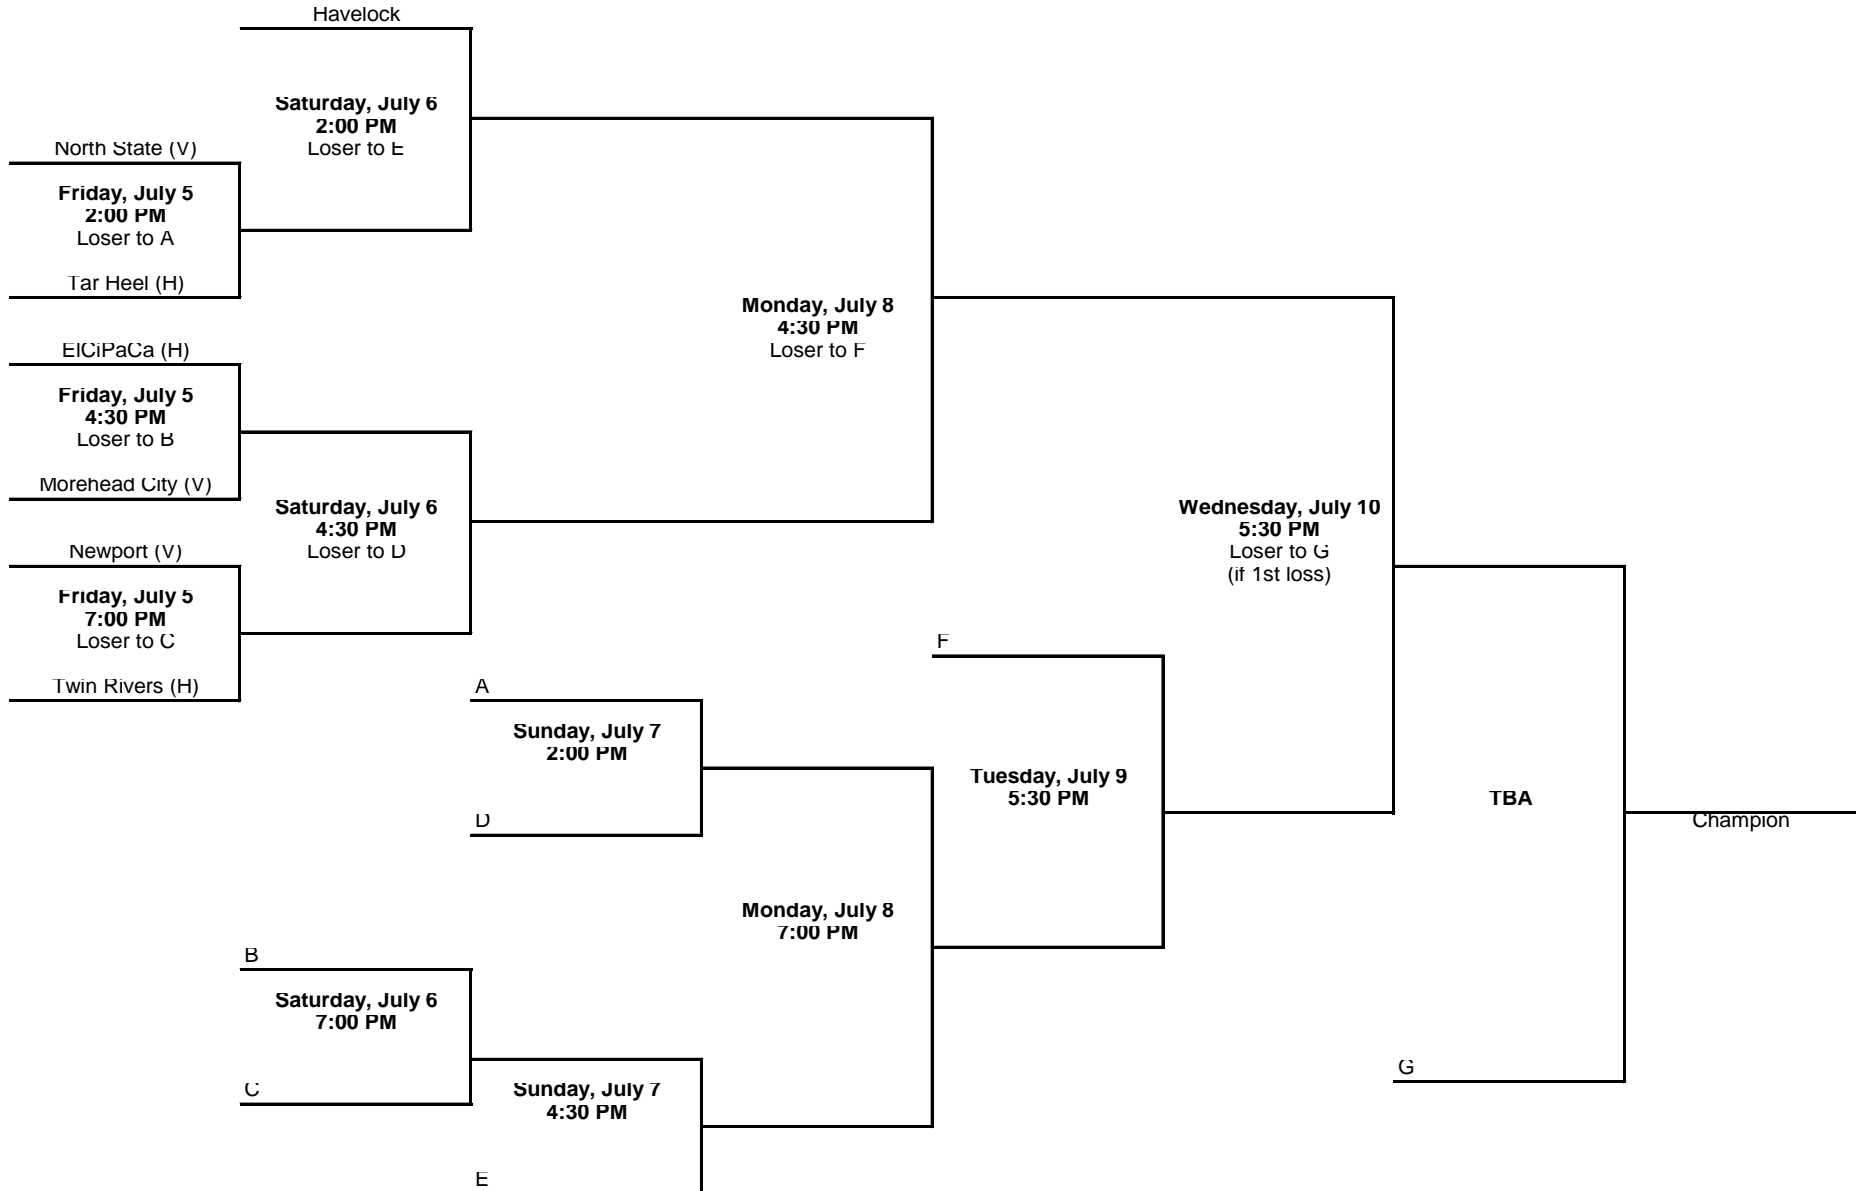 Havelock
Saturday, July 6
2:00 PM
Loser to E
North State (V)
Friday, July 5
2:00 PM
Loser to A
Tar Heel (H)
Monday, July 8
4:30 PM
Loser to F
ElCiPaCa (H)
Friday, July 5
4:30 PM
Loser to B
Morehead City (V)
Saturday, July 6
4:30 PM
Loser to D
Wednesday, July 10
5:30 PM
Loser to G
(if 1st loss)
Newport (V)
Friday, July 5
7:00 PM
Loser to C
Twin Rivers (H)
F
A
Sunday, July 7
2:00 PM
D
Tuesday, July 9
5:30 PM
TBA
Champion
Monday, July 8
7:00 PM
B
Saturday, July 6
7:00 PM
C
Sunday, July 7
4:30 PM
E
G